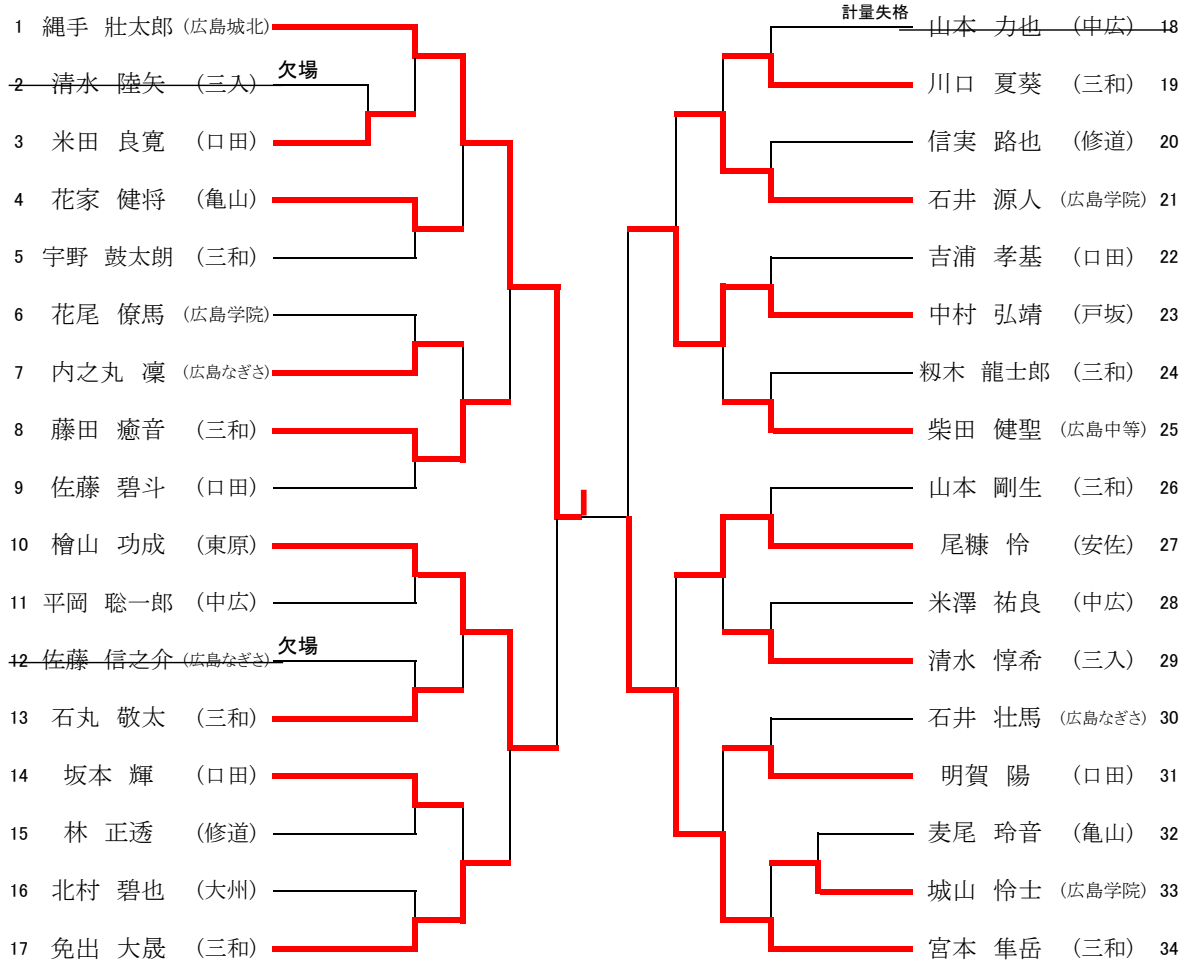 1 縄手 壯太郎 (広島城北)
2 清水 陸矢 (三入) 欠場
3 米田 良寛 (口田)
4 花家 健将 (亀山)
5 宇野 鼓太朗 (三和)
6 花尾 僚馬 (広島学院)
7 内之丸 凜 (広島なぎさ)
8 藤田 癒音 (三和)
9 佐藤 碧斗 (口田)
10 檜山 功成 (東原)
11 平岡 聡一郎 (中広)
12 佐藤 信之介 (広島なぎさ) 欠場
13 石丸 敬太 (三和)
14 坂本 輝 (口田)
15 林 正透 (修道)
16 北村 碧也 (大州)
17 免出 大晟 (三和)
計量失格
山本 力也 (中広) 18
川口 夏葵 (三和) 19
信実 路也 (修道) 20
石井 源人 (広島学院) 21
吉浦 孝基 (口田) 22
中村 弘靖 (戸坂) 23
籾木 龍士郎 (三和) 24
柴田 健聖 (広島中等) 25
山本 剛生 (三和) 26
尾糠 怜 (安佐) 27
米澤 祐良 (中広) 28
清水 惇希 (三入) 29
石井 壮馬 (広島なぎさ) 30
明賀 陽 (口田) 31
麦尾 玲音 (亀山) 32
城山 怜士 (広島学院) 33
宮本 隼岳 (三和) 34